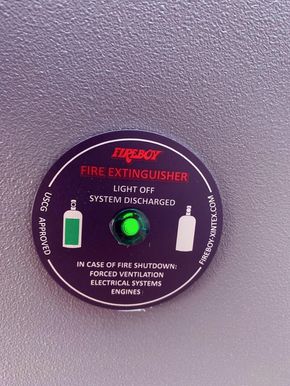 FIREBOY
FIRE EXTINGUISHER
LIGHT OFF
SYSTEM DISCHARGED
USCG APPROVED
FIREBOY-XINTEX.COM
IN CASE OF FIRE SHUTDOWN:
FORCED VENTILATION
ELECTRICAL SYSTEMS
ENGINES